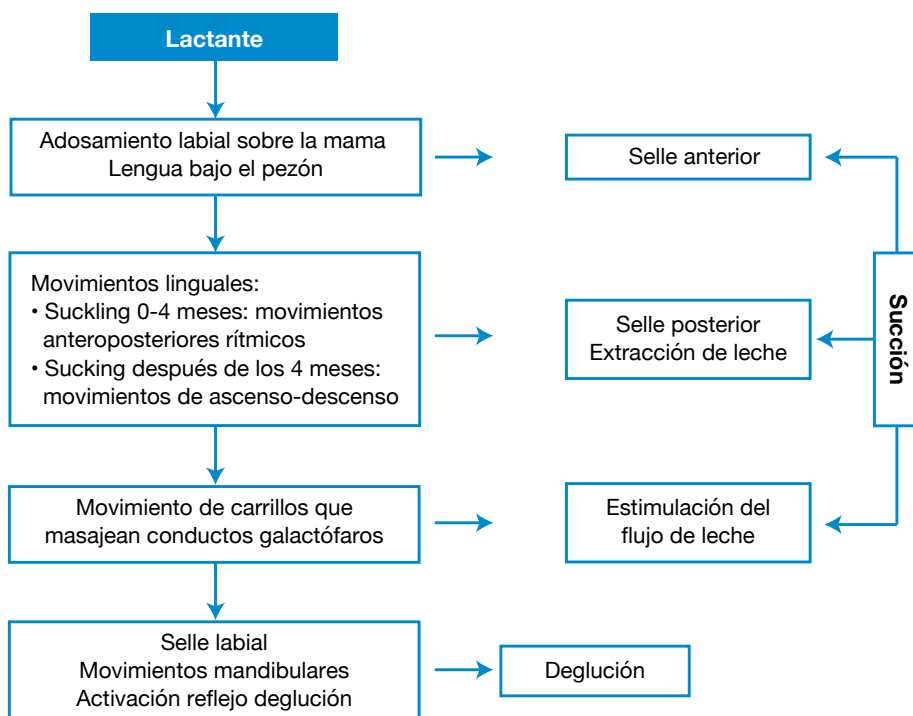 Lactante
Adosamiento labial sobre la mama
Lengua bajo el pezón
Selle anterior
Movimientos linguales:
• Suckling 0-4 meses: movimientos
anteroposteriores rítmicos
• Sucking después de los 4 meses:
movimientos de ascenso-descenso
Selle posterior
Extracción de leche
Succión
Movimiento de carrillos que
masajean conductos galactófaros
Estimulación del
flujo de leche
Selle labial
Movimientos mandibulares
Activación reflejo deglución
Deglución